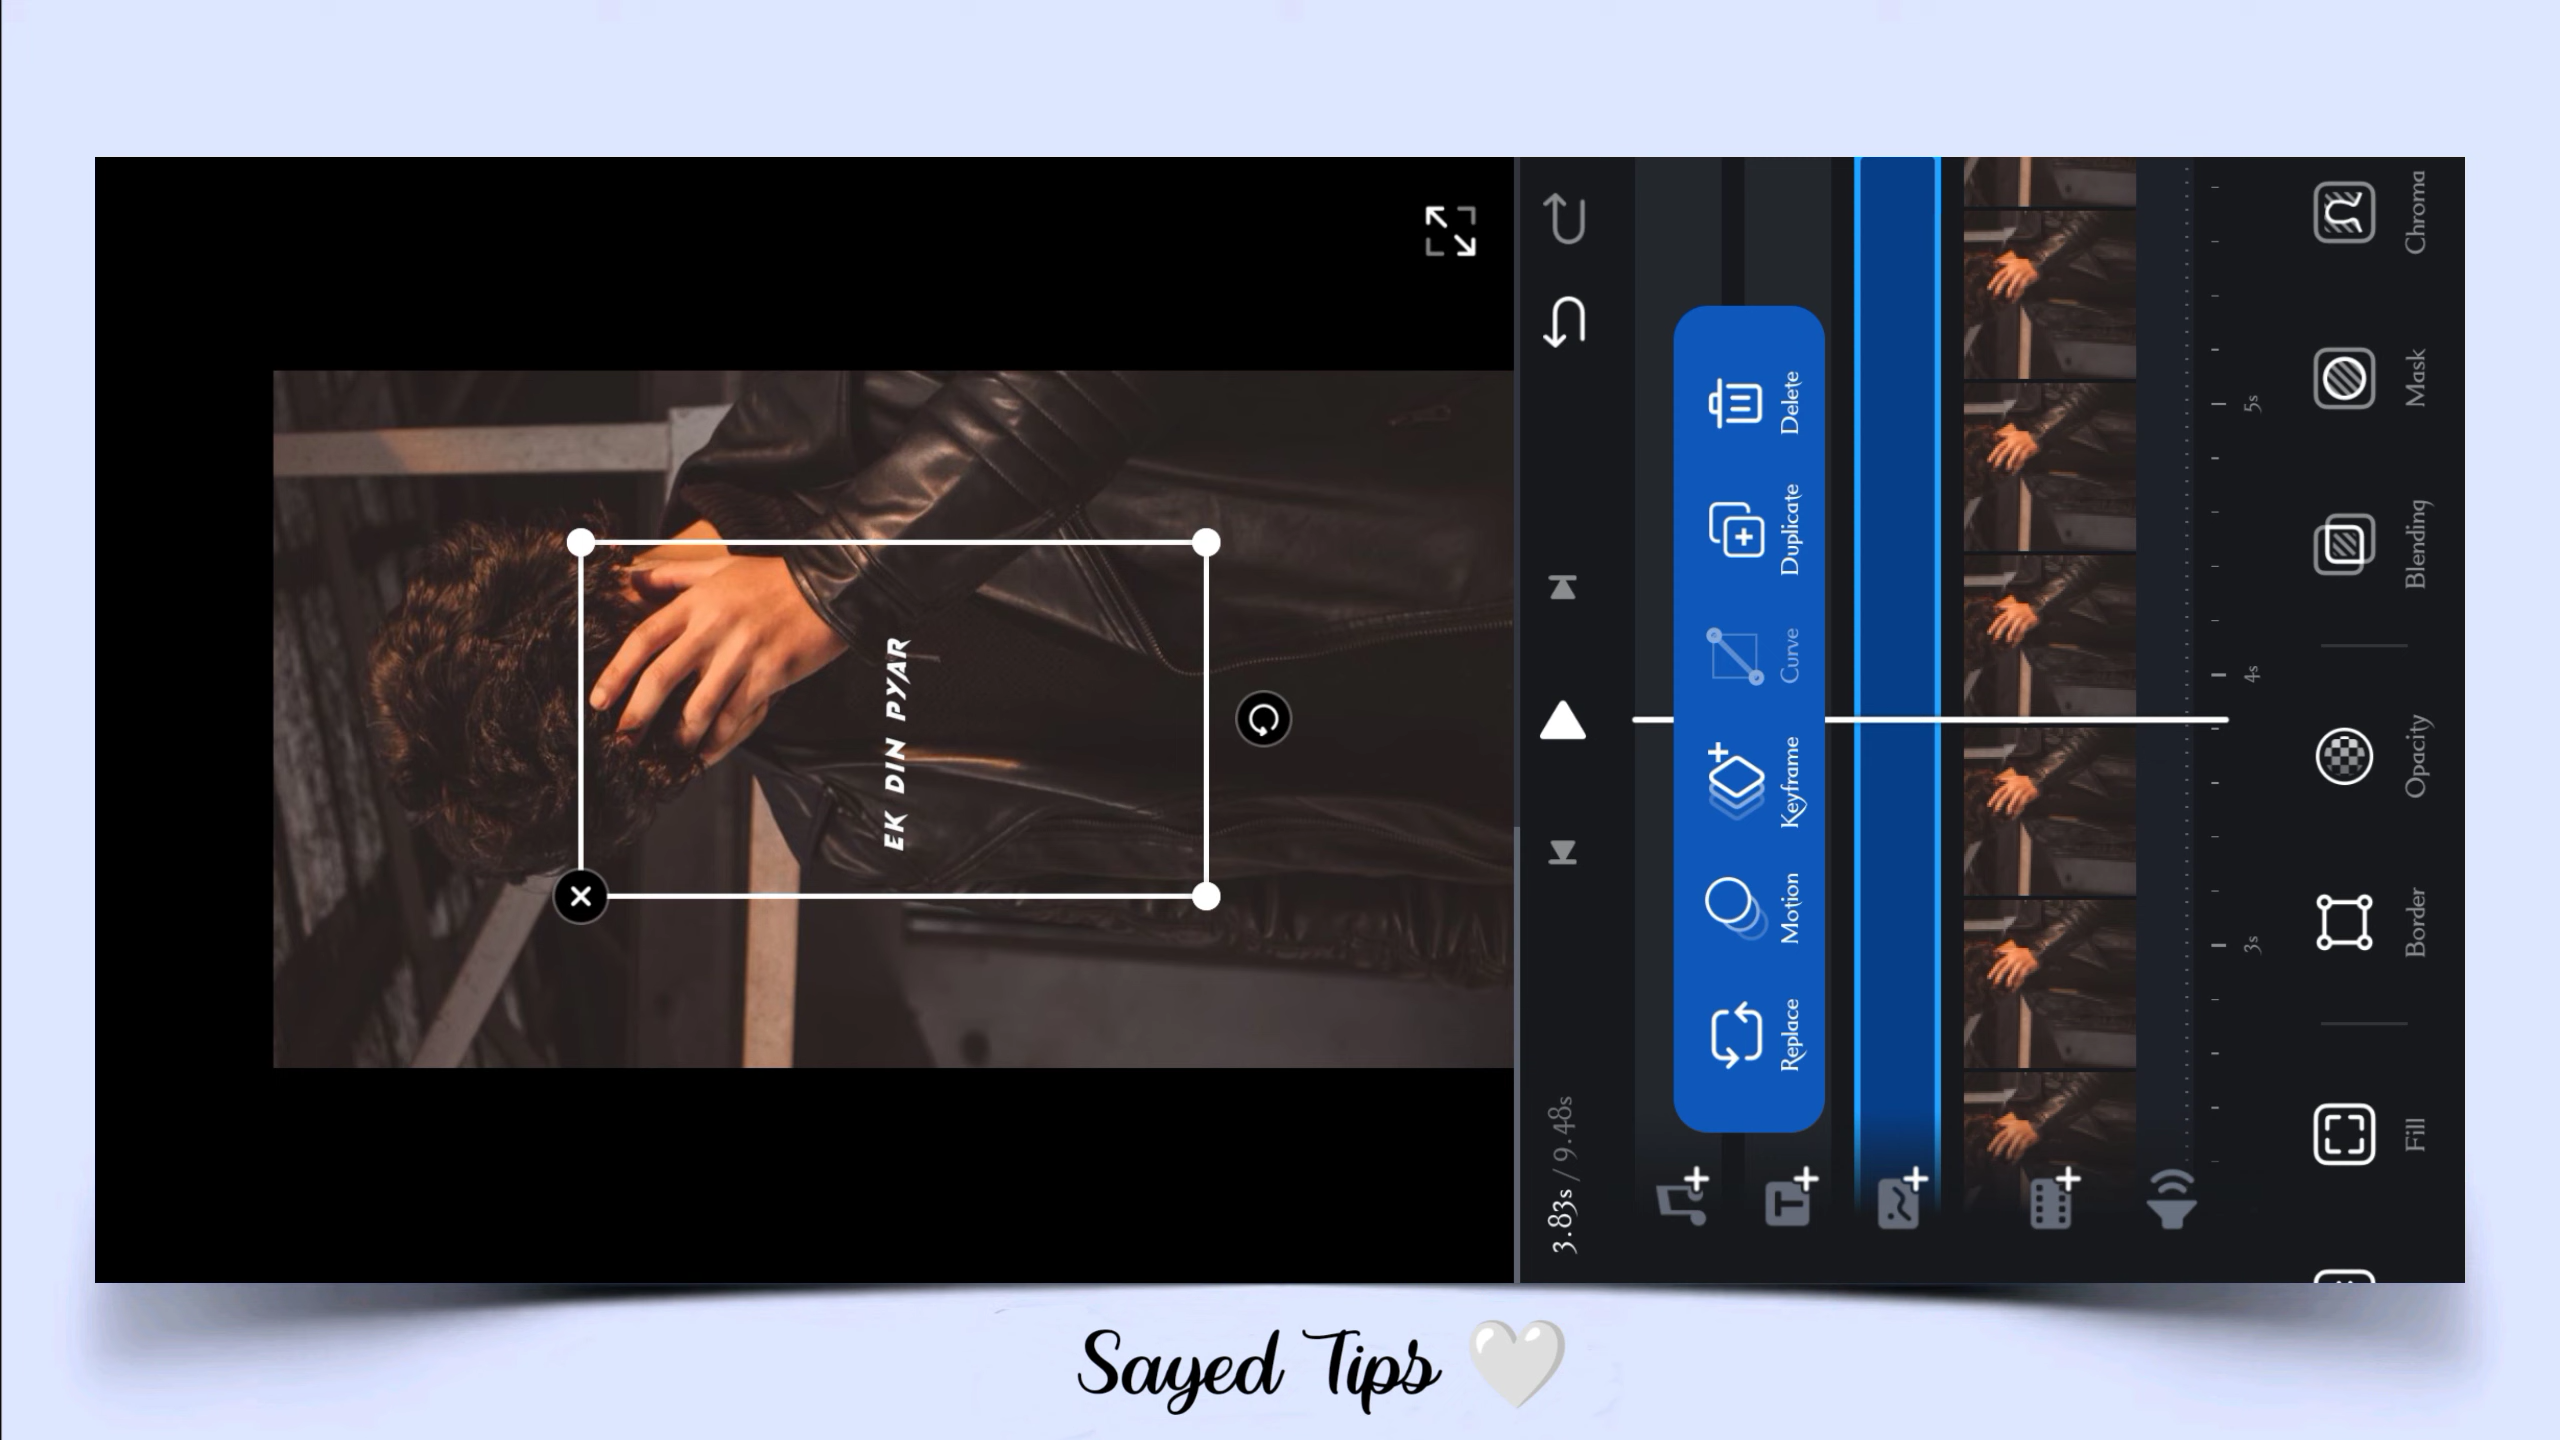 EK DIN PYAR
3.83s / 9.48s
Replace
Motion
Keyframe
Curve
Duplicate
Delete
3s
4s
5s
Fill
Border
Opacity
Blending
Mask
Chroma
Sayed Tips